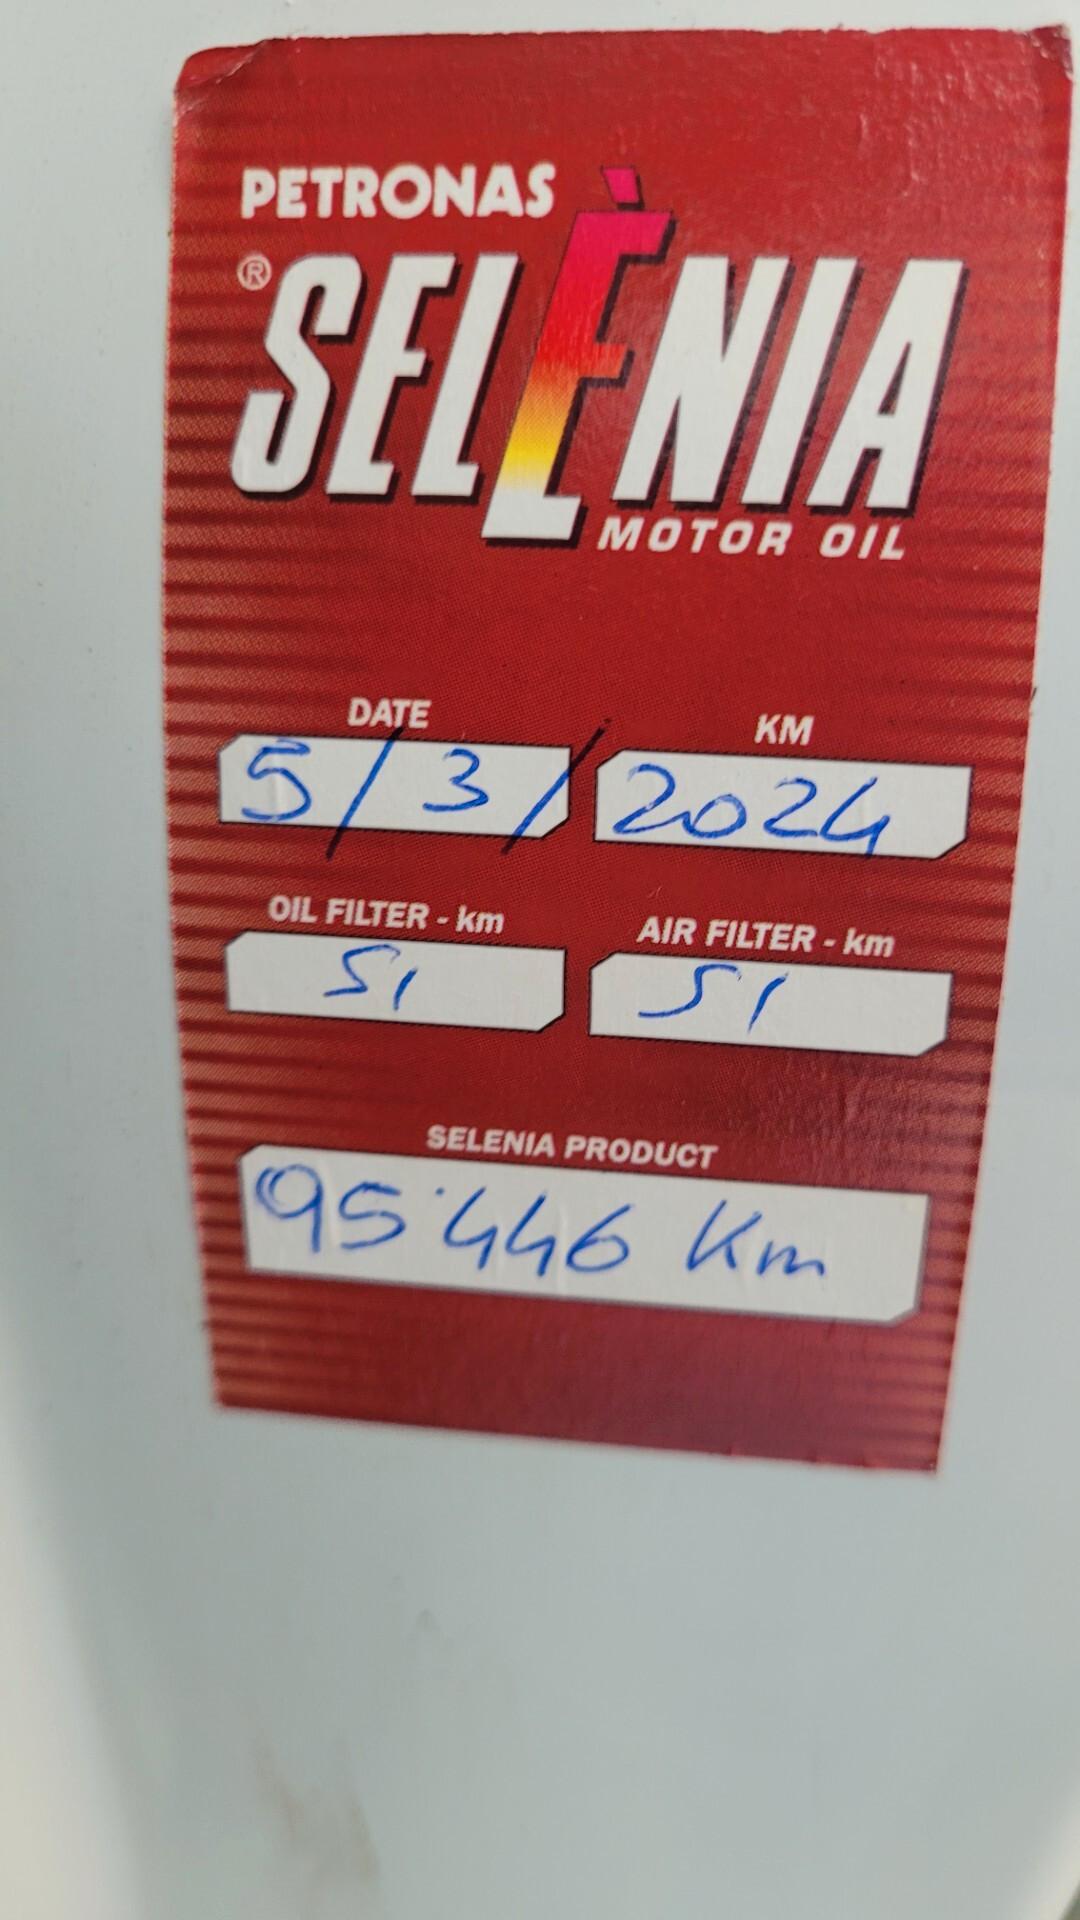 PETRONAS
®SELÈNIA
MOTOR OIL
DATE KM
5/3/2024
OIL FILTER - km AIR FILTER - km
SI SI
SELENIA PRODUCT
95'446 Km